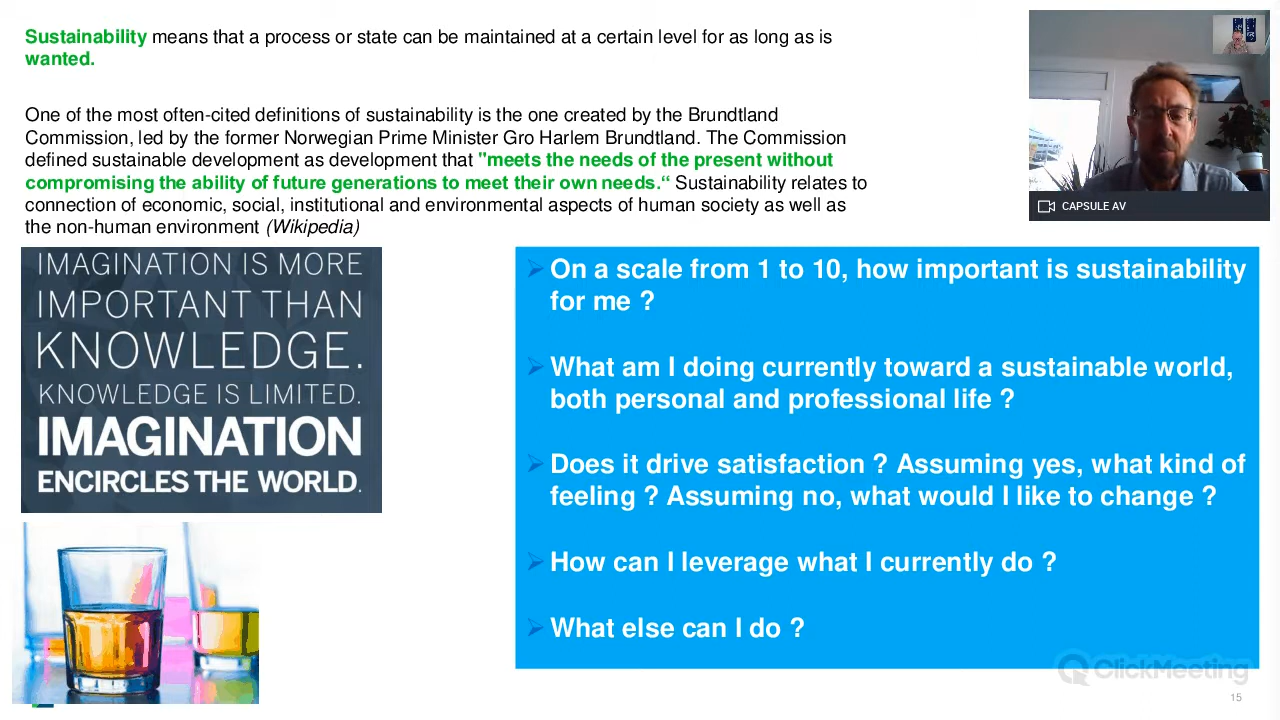 Sustainability means that a process or state can be maintained at a certain level for as long as is
wanted.
One of the most often-cited definitions of sustainability is the one created by the Brundtland
Commission, led by the former Norwegian Prime Minister Gro Harlem Brundtland. The Commission
defined sustainable development as development that "meets the needs of the present without
compromising the ability of future generations to meet their own needs.“ Sustainability relates to
connection of economic, social, institutional and environmental aspects of human society as well as
the non-human environment (Wikipedia)
CAPSULE AV
IMAGINATION IS MORE
IMPORTANT THAN
KNOWLEDGE.
KNOWLEDGE IS LIMITED.
IMAGINATION
ENCIRCLES THE WORLD.
On a scale from 1 to 10, how important is sustainability
for me ?
What am I doing currently toward a sustainable world,
both personal and professional life ?
Does it drive satisfaction ? Assuming yes, what kind of
feeling ? Assuming no, what would I like to change ?
How can I leverage what I currently do ?
What else can I do ?
ClickMeeting
15